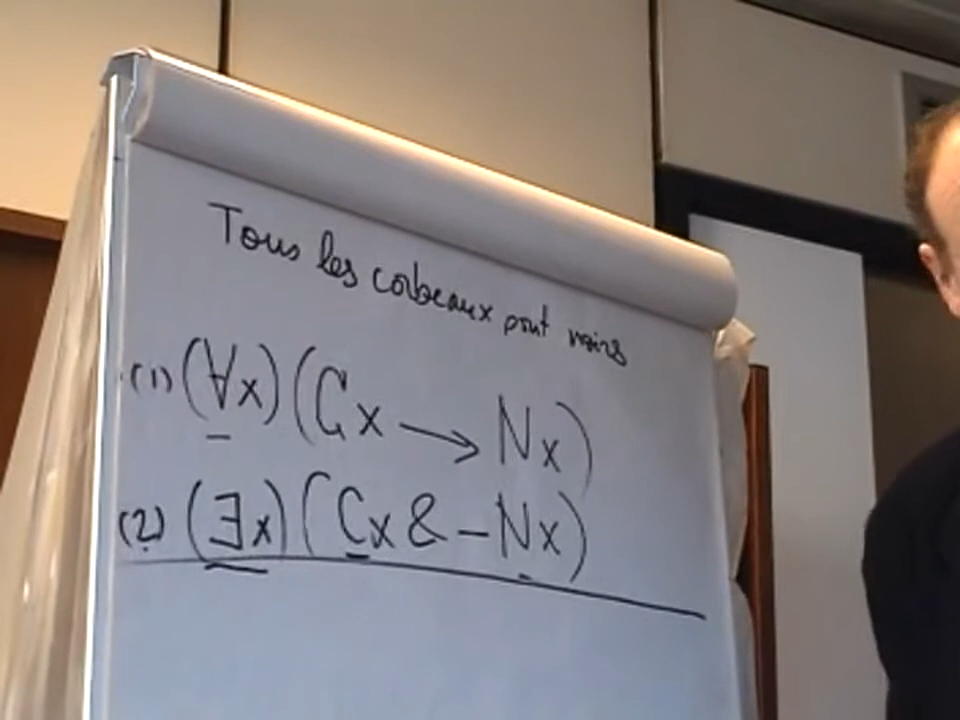 Tous les corbeaux sont noirs
(1) (∀x) (Cx → Nx)
(2) (∃x) (Cx & –Nx)